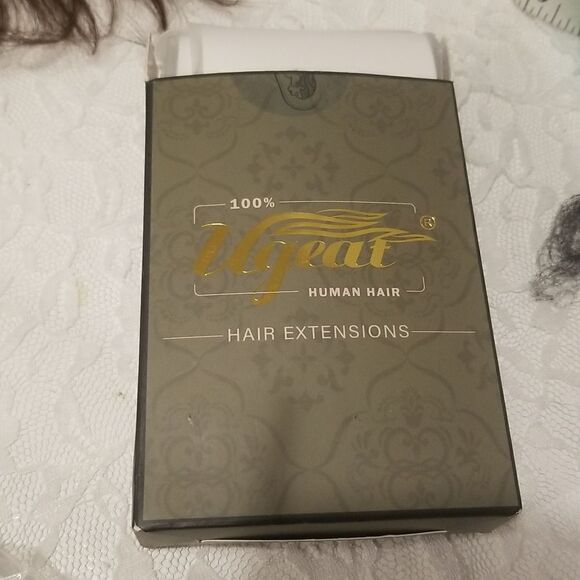 100%
Ugeat ®
HUMAN HAIR
HAIR EXTENSIONS